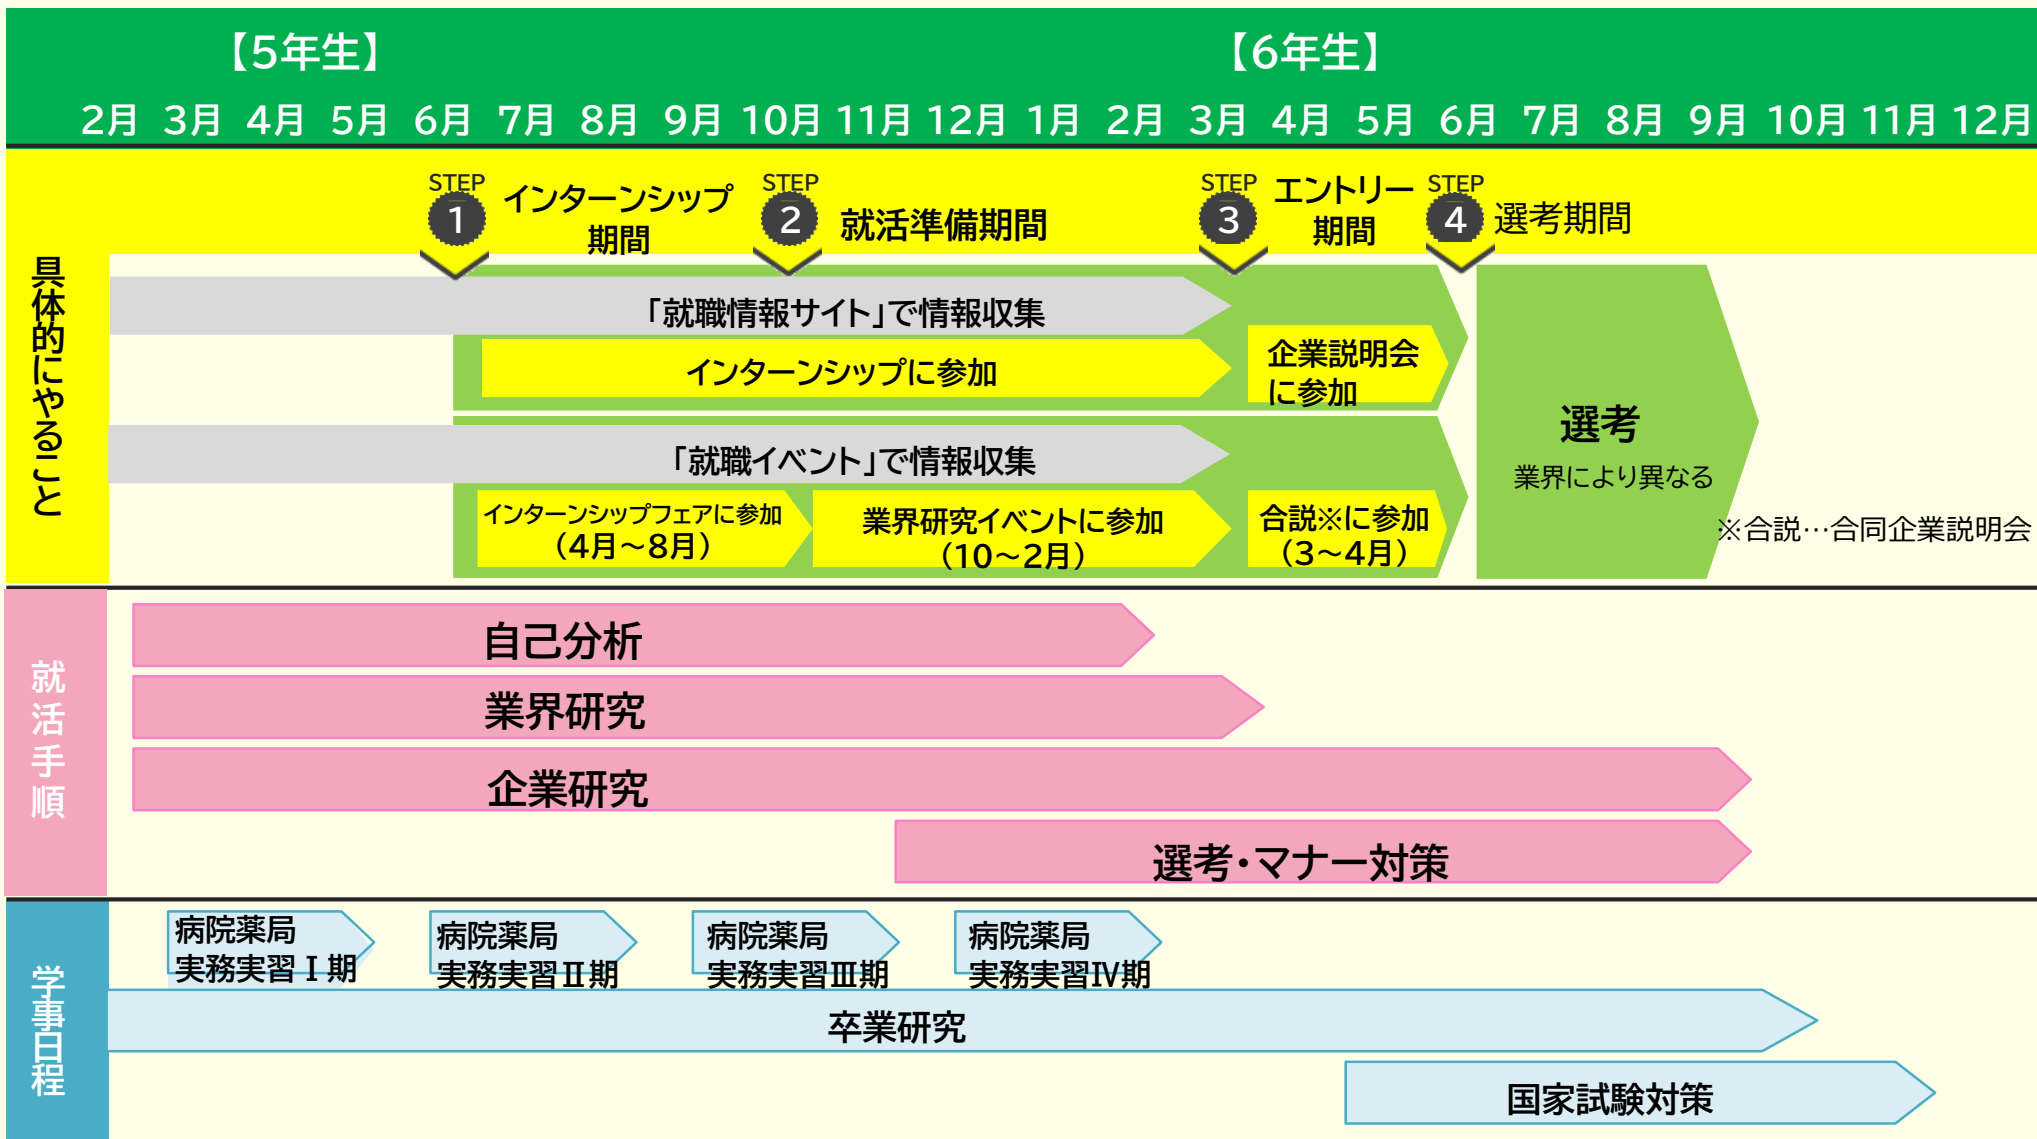 【5年生】
【6年生】
2月 3月 4月 5月 6月 7月 8月 9月 10月 11月 12月 1月 2月 3月 4月 5月 6月 7月 8月 9月 10月 11月 12月
具体的にやること
STEP
1
インターンシップ
期間
STEP
2
就活準備期間
STEP
3
エントリー
期間
STEP
4
選考期間
「就職情報サイト」で情報収集
インターンシップに参加
企業説明会
に参加
「就職イベント」で情報収集
インターンシップフェアに参加
（4月～8月）
業界研究イベントに参加
（10～2月）
合説※に参加
（3～4月）
選考
業界により異なる
※合説…合同企業説明会
就活手順
自己分析
業界研究
企業研究
選考・マナー対策
学事日程
病院薬局
実務実習Ⅰ期
病院薬局
実務実習Ⅱ期
病院薬局
実務実習Ⅲ期
病院薬局
実務実習Ⅳ期
卒業研究
国家試験対策